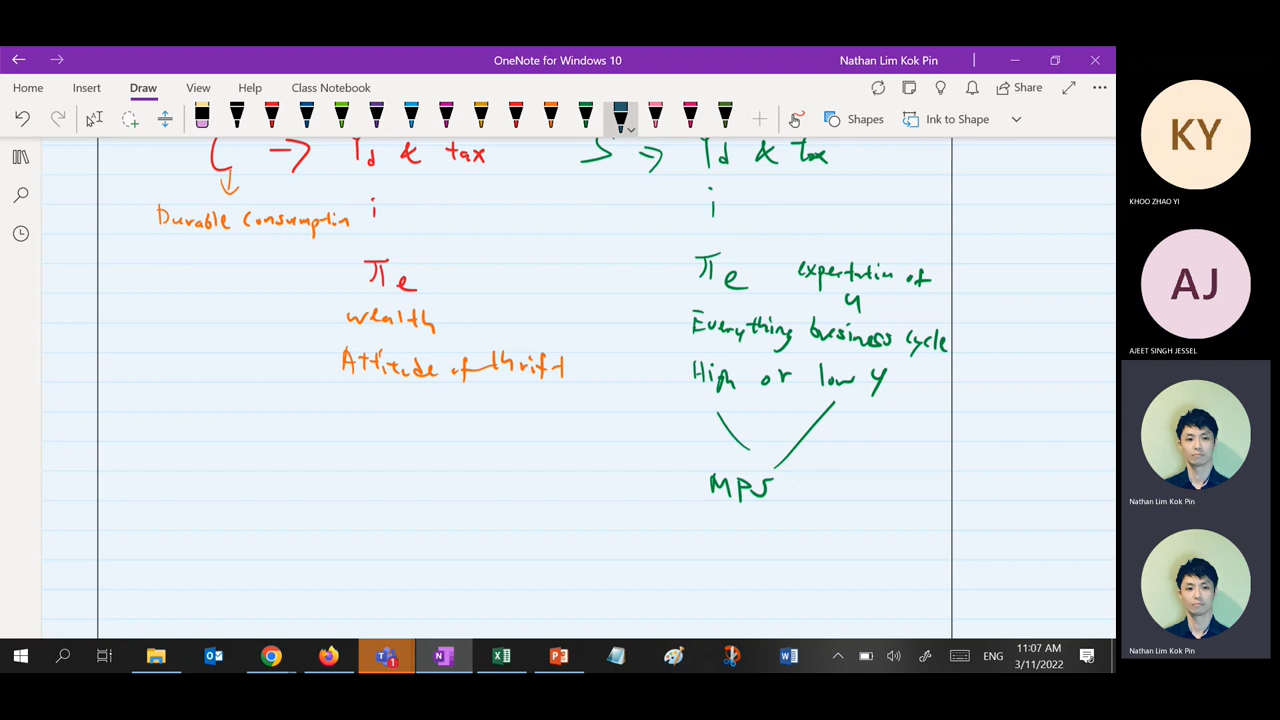 OneNote for Windows 10
Nathan Lim Kok Pin
Home Insert Draw View Help Class Notebook
Share
Shapes
Ink to Shape
C → Yd & tax
S ⇒ Yd & tax
Durable Consumption
i
i
πe
πe expectation of y
wealth
Everything business cycle
Attitude of thrift
High or low y
MPS
KY
KHOO ZHAO YI
AJ
AJEET SINGH JESSEL
Nathan Lim Kok Pin
Nathan Lim Kok Pin
1
ENG
11:07 AM
3/11/2022